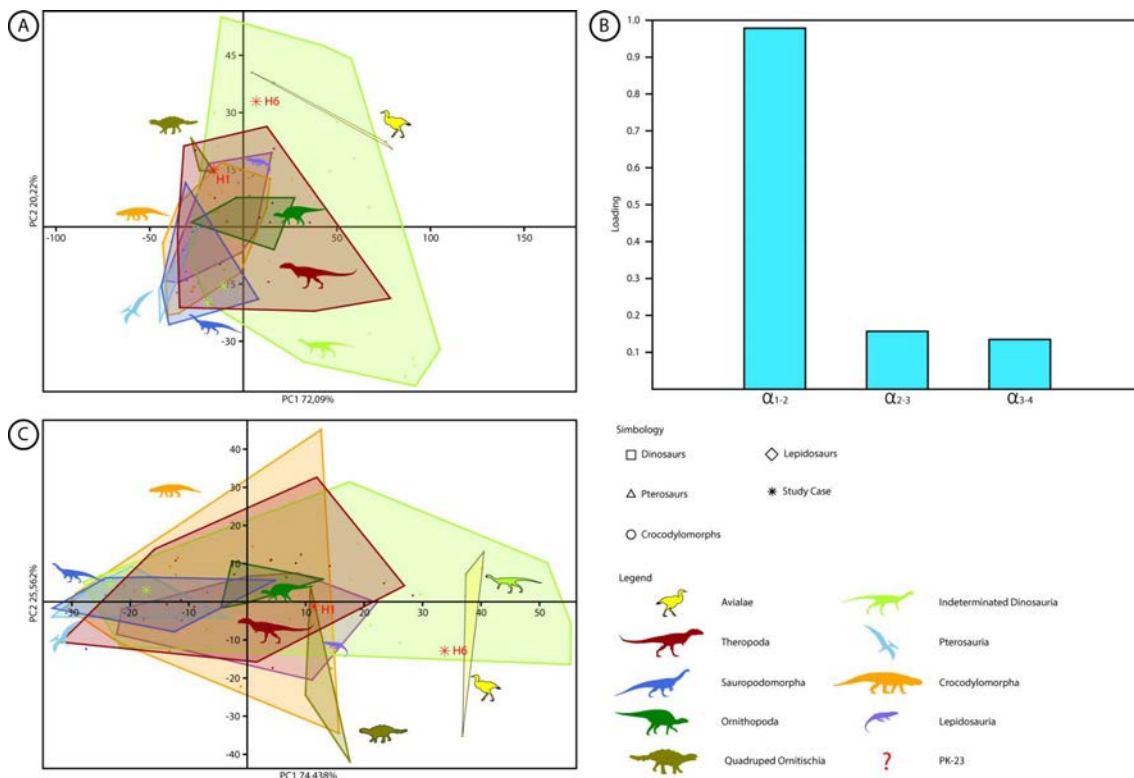 A
45
30
15
-15
-30
-100
-50
50
100
150
H6
H1
PC2 20,22%
PC1 72,09%
B
1.0
0.9
0.8
0.7
0.6
0.5
0.4
0.3
0.2
0.1
Loading
α1-2
α2-3
α3-4
C
40
30
20
10
-10
-20
-30
-40
-30
-20
-10
10
20
30
40
50
H1
H6
PC2 25,562%
PC1 74,438%
Simbology
Dinosaurs
Lepidosaurs
Pterosaurs
Study Case
Crocodylomorphs
Legend
Avialae
Indeterminated Dinosauria
Theropoda
Pterosauria
Sauropodomorpha
Crocodylomorpha
Ornithopoda
Lepidosauria
Quadruped Ornitischia
? PK-23